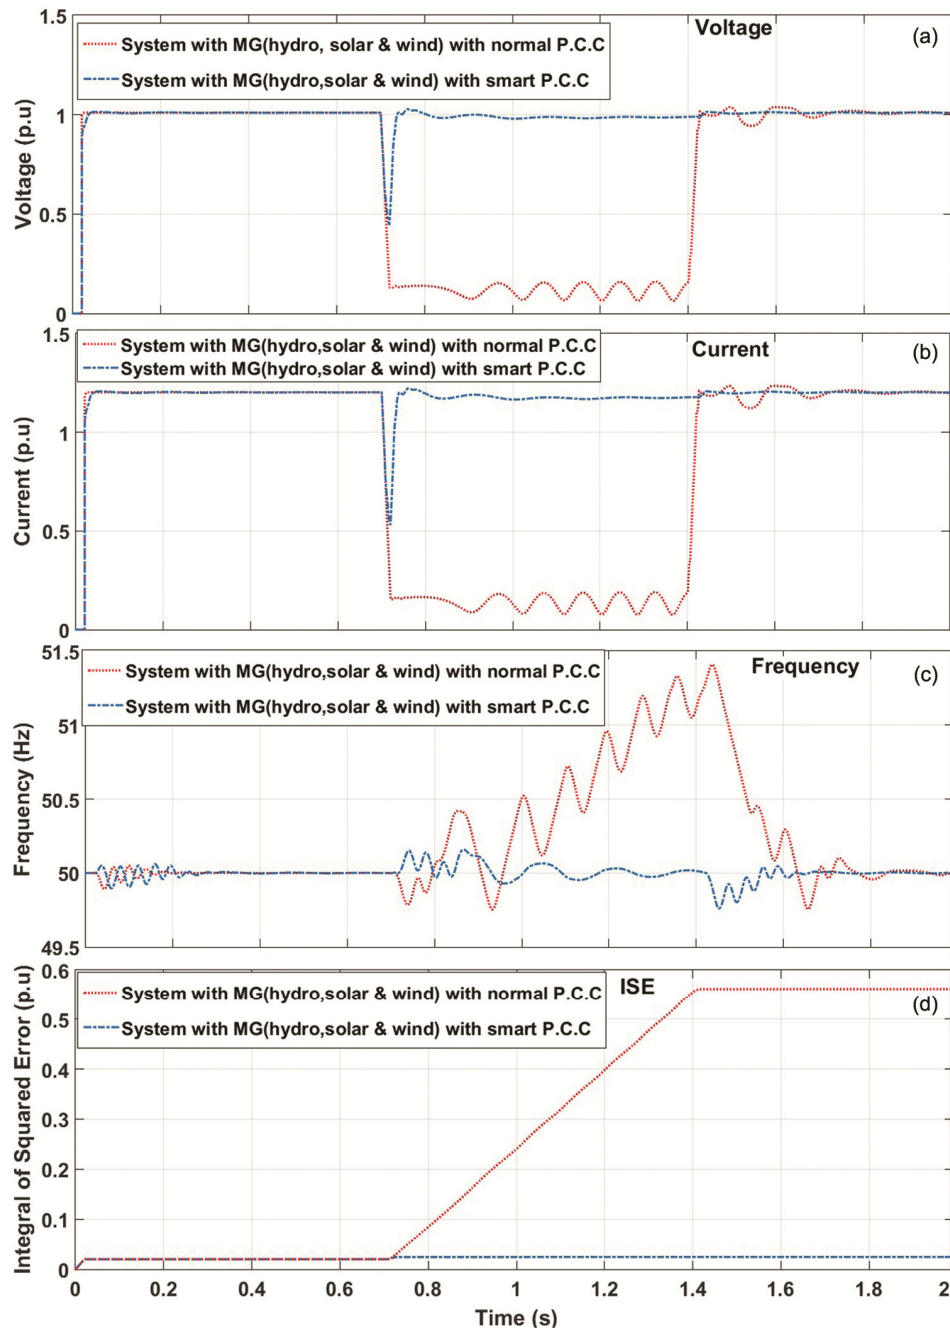 1.5
System with MG(hydro, solar & wind) with normal P.C.C
Voltage
(a)
System with MG(hydro,solar & wind) with smart P.C.C
1
Voltage (p.u)
0.5
0
1.5
System with MG(hydro,solar & wind) with normal P.C.C
Current
(b)
System with MG(hydro,solar & wind) with smart P.C.C
1
Current (p.u)
0.5
0
51.5
System with MG(hydro,solar & wind) with normal P.C.C
Frequency
(c)
System with MG(hydro,solar & wind) with smart P.C.C
51
Frequency (Hz)
50.5
50
49.5
0.6
System with MG(hydro,solar & wind) with normal P.C.C
ISE
(d)
System with MG(hydro,solar & wind) with smart P.C.C
0.5
0.4
Integral of Squared Error (p.u)
0.3
0.2
0.1
0
0 0.2 0.4 0.6 0.8 1 1.2 1.4 1.6 1.8 2
Time (s)